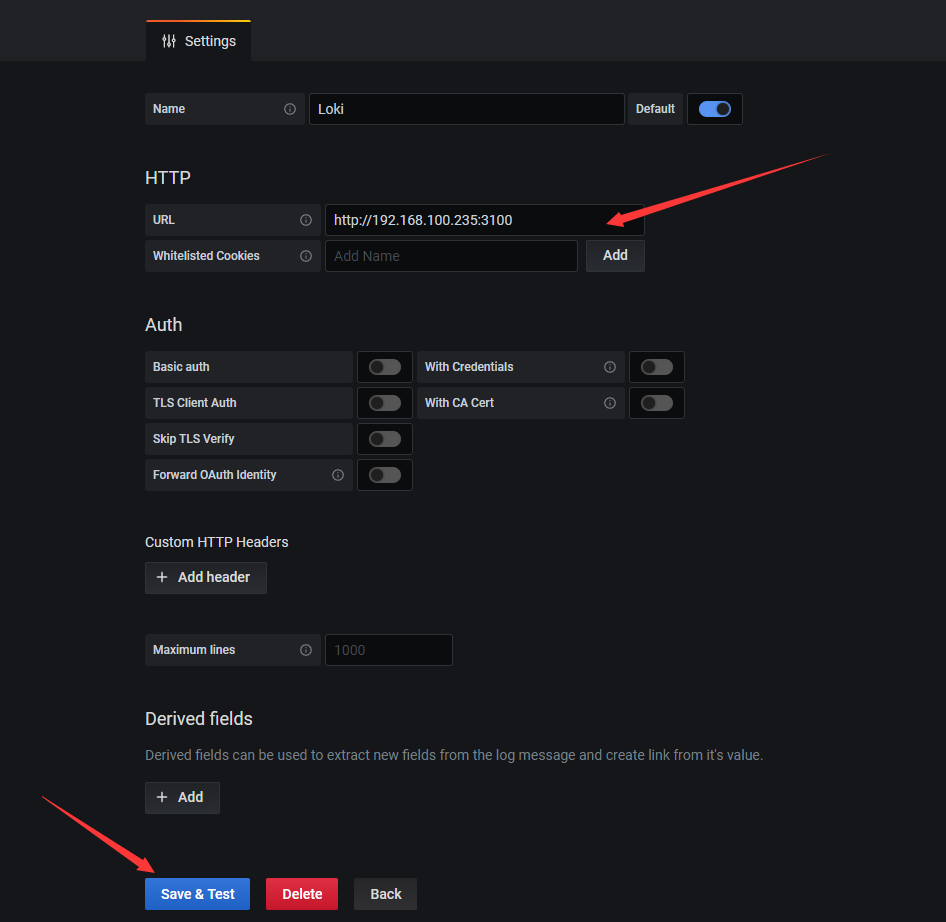 Settings
Name Loki Default
HTTP
URL http://192.168.100.235:3100
Whitelisted Cookies Add Name Add
Auth
Basic auth With Credentials
TLS Client Auth With CA Cert
Skip TLS Verify
Forward OAuth Identity
Custom HTTP Headers
+ Add header
Maximum lines 1000
Derived fields
Derived fields can be used to extract new fields from the log message and create link from it's value.
+ Add
Save & Test Delete Back